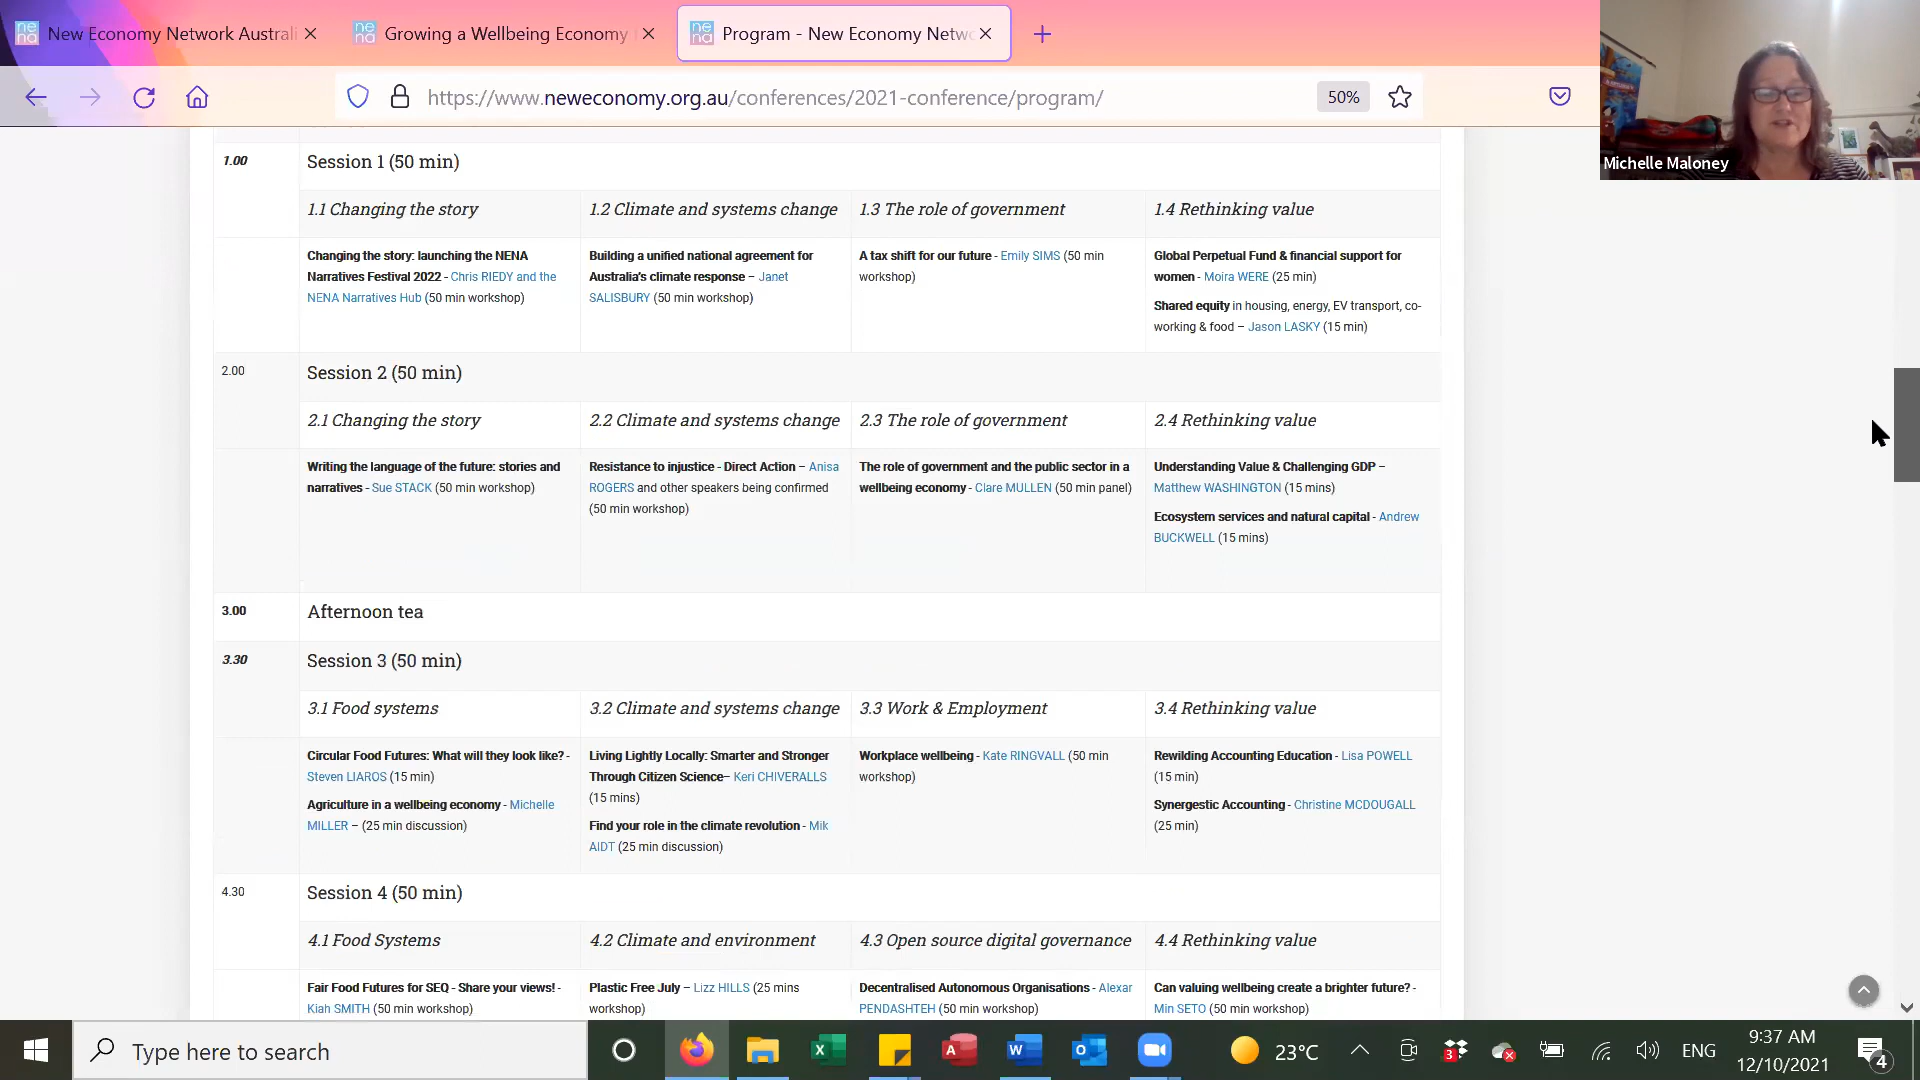 New Economy Network Australi
Growing a Wellbeing Economy
Program - New Economy Netwo
https://www.neweconomy.org.au/conferences/2021-conference/program/
50%
Michelle Maloney
1.00
Session 1 (50 min)
1.1 Changing the story
1.2 Climate and systems change
1.3 The role of government
1.4 Rethinking value
Changing the story: launching the NENA
Narratives Festival 2022 - Chris RIEDY and the
NENA Narratives Hub (50 min workshop)
Building a unified national agreement for
Australia's climate response – Janet
SALISBURY (50 min workshop)
A tax shift for our future - Emily SIMS (50 min
workshop)
Global Perpetual Fund & financial support for
women - Moira WERE (25 min)
Shared equity in housing, energy, EV transport, co-
working & food – Jason LASKY (15 min)
2.00
Session 2 (50 min)
2.1 Changing the story
2.2 Climate and systems change
2.3 The role of government
2.4 Rethinking value
Writing the language of the future: stories and
narratives - Sue STACK (50 min workshop)
Resistance to injustice - Direct Action – Anisa
ROGERS and other speakers being confirmed
(50 min workshop)
The role of government and the public sector in a
wellbeing economy - Clare MULLEN (50 min panel)
Understanding Value & Challenging GDP –
Matthew WASHINGTON (15 mins)
Ecosystem services and natural capital - Andrew
BUCKWELL (15 mins)
3.00
Afternoon tea
3.30
Session 3 (50 min)
3.1 Food systems
3.2 Climate and systems change
3.3 Work & Employment
3.4 Rethinking value
Circular Food Futures: What will they look like? -
Steven LIAROS (15 min)
Agriculture in a wellbeing economy - Michelle
MILLER – (25 min discussion)
Living Lightly Locally: Smarter and Stronger
Through Citizen Science– Keri CHIVERALLS
(15 mins)
Find your role in the climate revolution - Mik
AIDT (25 min discussion)
Workplace wellbeing - Kate RINGVALL (50 min
workshop)
Rewilding Accounting Education - Lisa POWELL
(15 min)
Synergestic Accounting - Christine MCDOUGALL
(25 min)
4.30
Session 4 (50 min)
4.1 Food Systems
4.2 Climate and environment
4.3 Open source digital governance
4.4 Rethinking value
Fair Food Futures for SEQ - Share your views! -
Kiah SMITH (50 min workshop)
Plastic Free July – Lizz HILLS (25 mins
workshop)
Decentralised Autonomous Organisations - Alexar
PENDASHTEH (50 min workshop)
Can valuing wellbeing create a brighter future? -
Min SETO (50 min workshop)
Type here to search
23°C
ENG
9:37 AM
12/10/2021
4